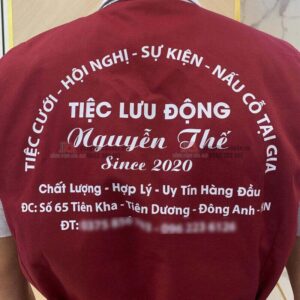 TIỆC CƯỚI - HỘI NGHỊ - SỰ KIỆN - NẤU CỖ TẠI GIA
TIỆC LƯU ĐỘNG
Nguyễn Thế
Since 2020
Chất Lượng - Hợp Lý - Uy Tín Hàng Đầu
ĐC: Số 65 Tiên Kha - Tiên Dương - Đông Anh - HN
ĐT: